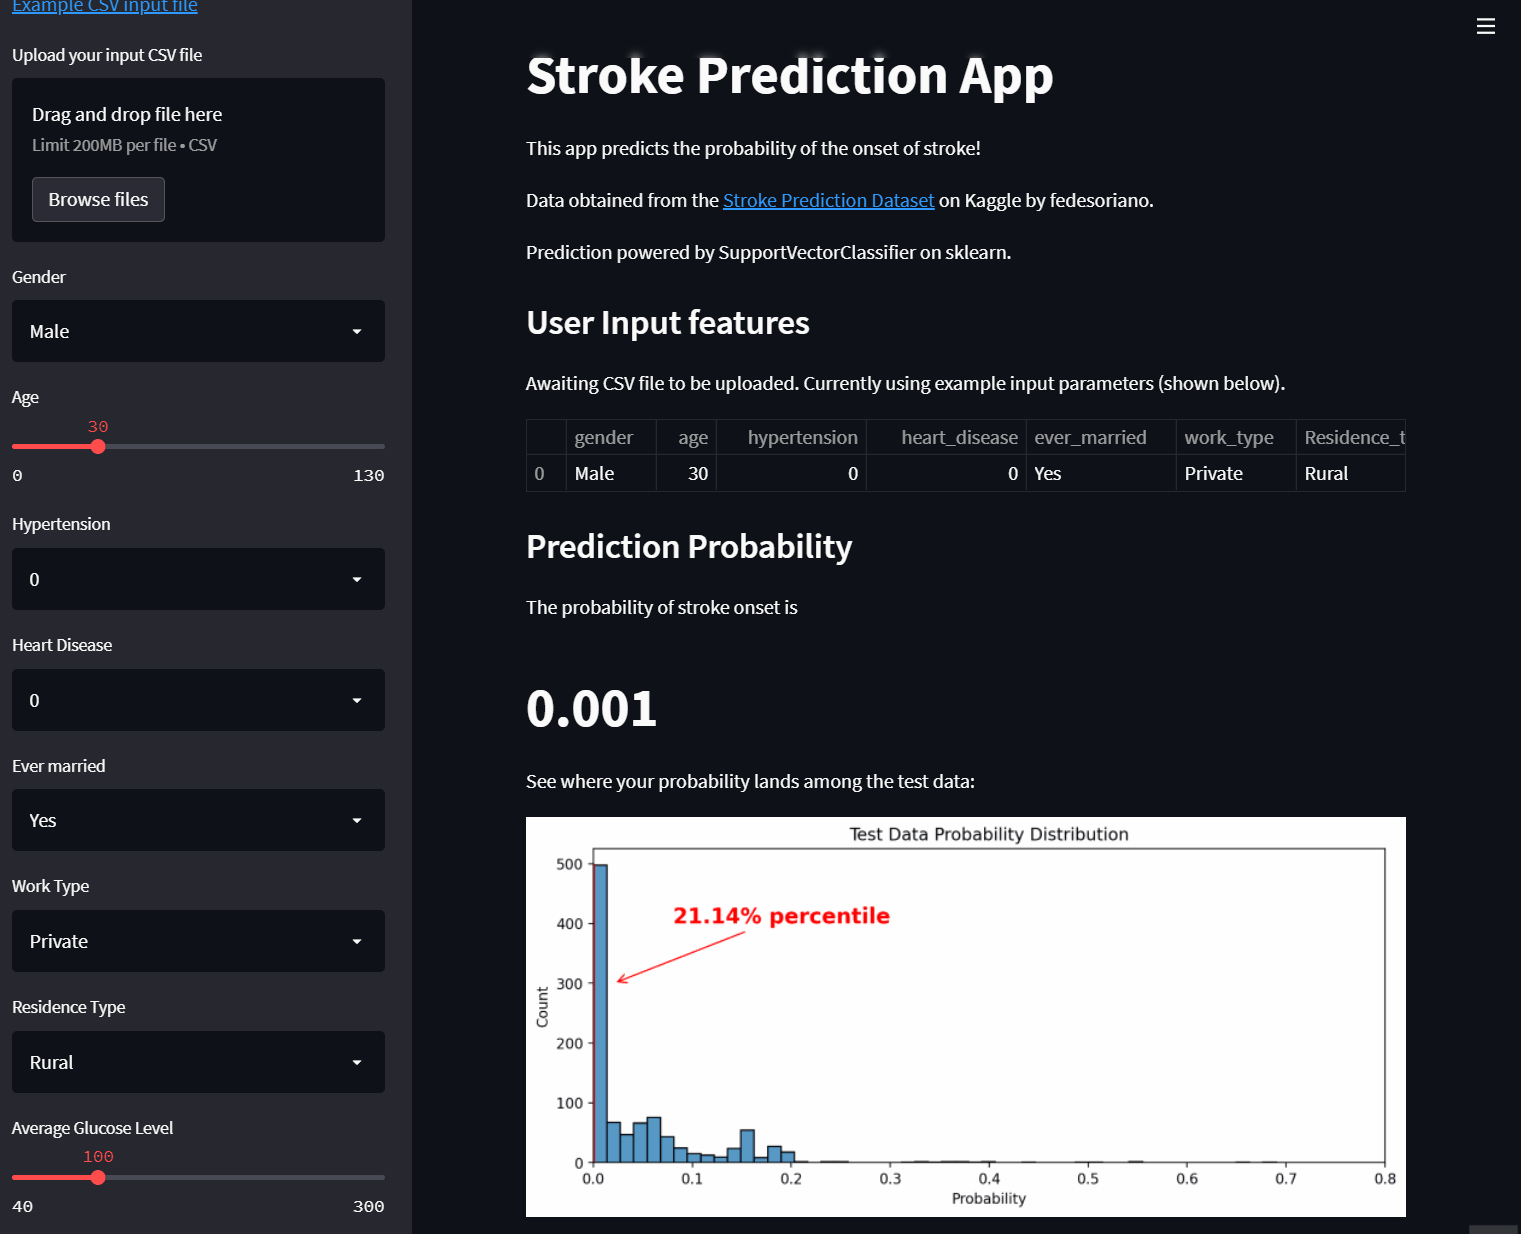 Example CSV input file
Upload your input CSV file
Drag and drop file here
Limit 200MB per file • CSV
Browse files
Gender
Male
Age
30
0 130
Hypertension
0
Heart Disease
0
Ever married
Yes
Work Type
Private
Residence Type
Rural
Average Glucose Level
100
40 300
Stroke Prediction App
This app predicts the probability of the onset of stroke!
Data obtained from the Stroke Prediction Dataset on Kaggle by fedesoriano.
Prediction powered by SupportVectorClassifier on sklearn.
User Input features
Awaiting CSV file to be uploaded. Currently using example input parameters (shown below).
gender age hypertension heart_disease ever_married work_type Residence_t
0 Male 30 0 0 Yes Private Rural
Prediction Probability
The probability of stroke onset is
0.001
See where your probability lands among the test data:
Test Data Probability Distribution
500
400
300
200
100
0
Count
21.14% percentile
0.0 0.1 0.2 0.3 0.4 0.5 0.6 0.7 0.8
Probability